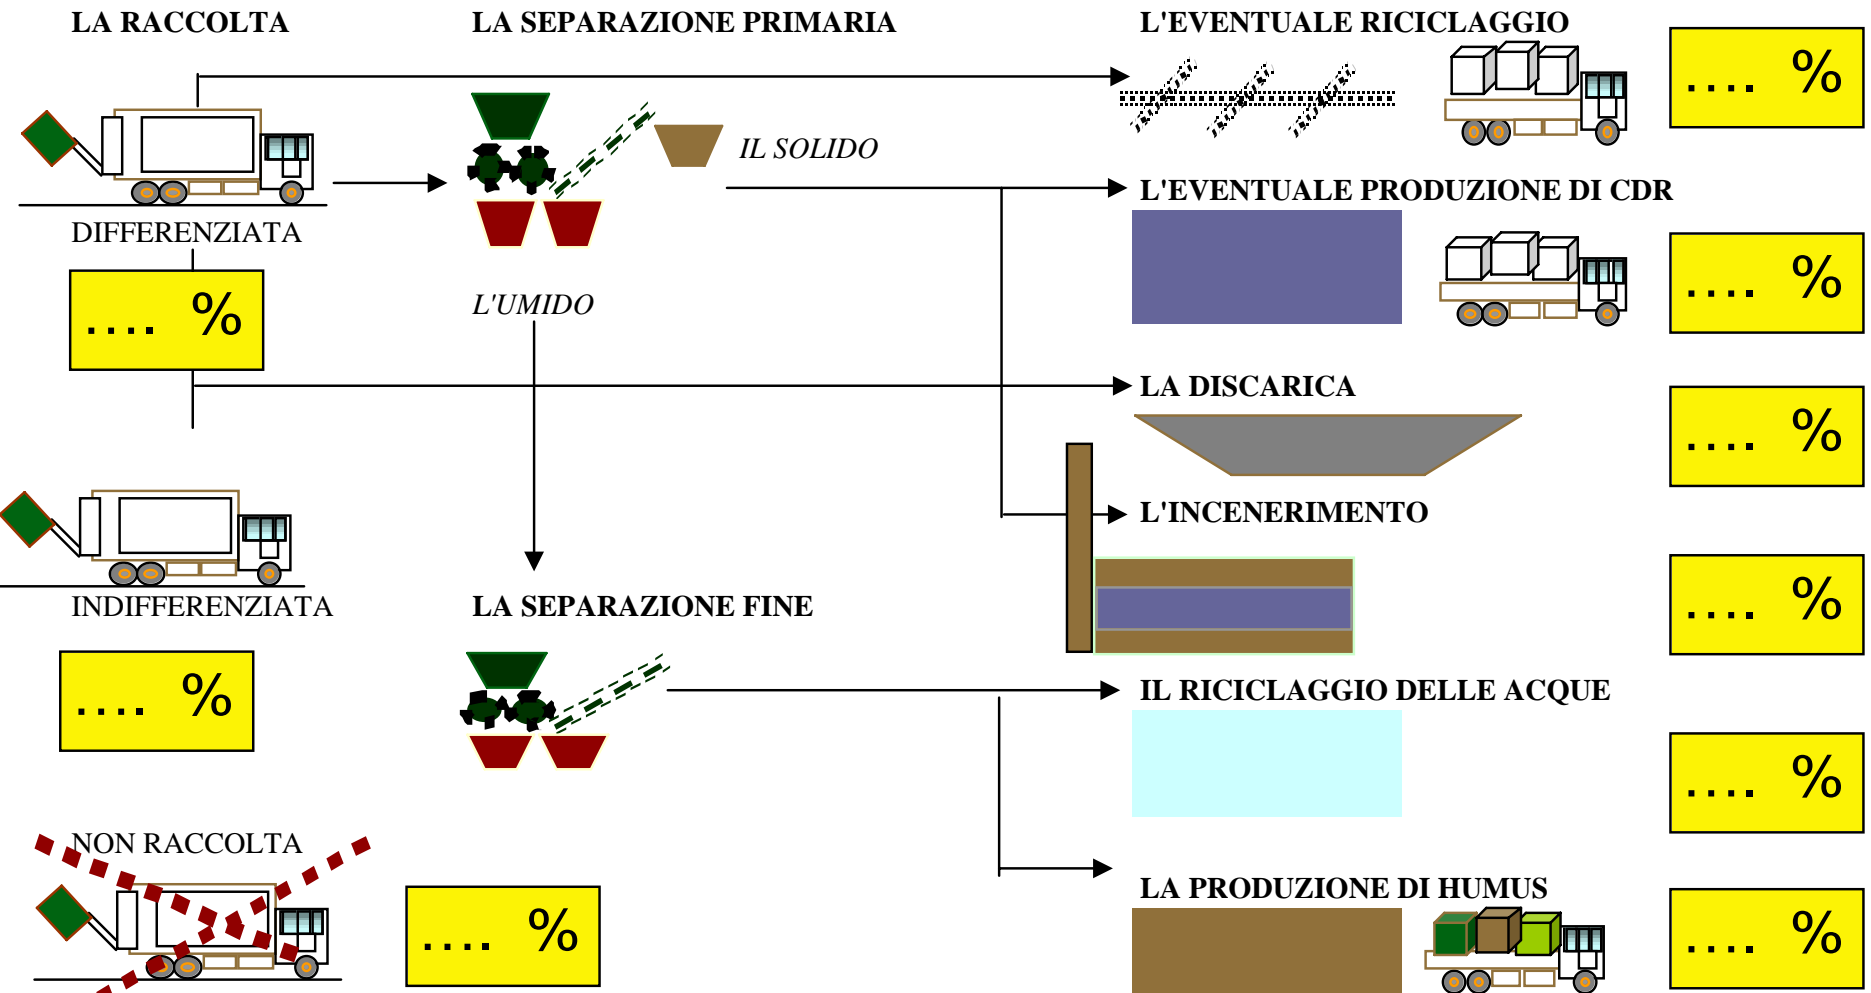 LA RACCOLTA
LA SEPARAZIONE PRIMARIA
L'EVENTUALE RICICLAGGIO
.... %
IL SOLIDO
L'EVENTUALE PRODUZIONE DI CDR
DIFFERENZIATA
.... %
.... %
L'UMIDO
LA DISCARICA
.... %
L'INCENERIMENTO
INDIFFERENZIATA
LA SEPARAZIONE FINE
.... %
.... %
IL RICICLAGGIO DELLE ACQUE
.... %
NON RACCOLTA
LA PRODUZIONE DI HUMUS
.... %
.... %